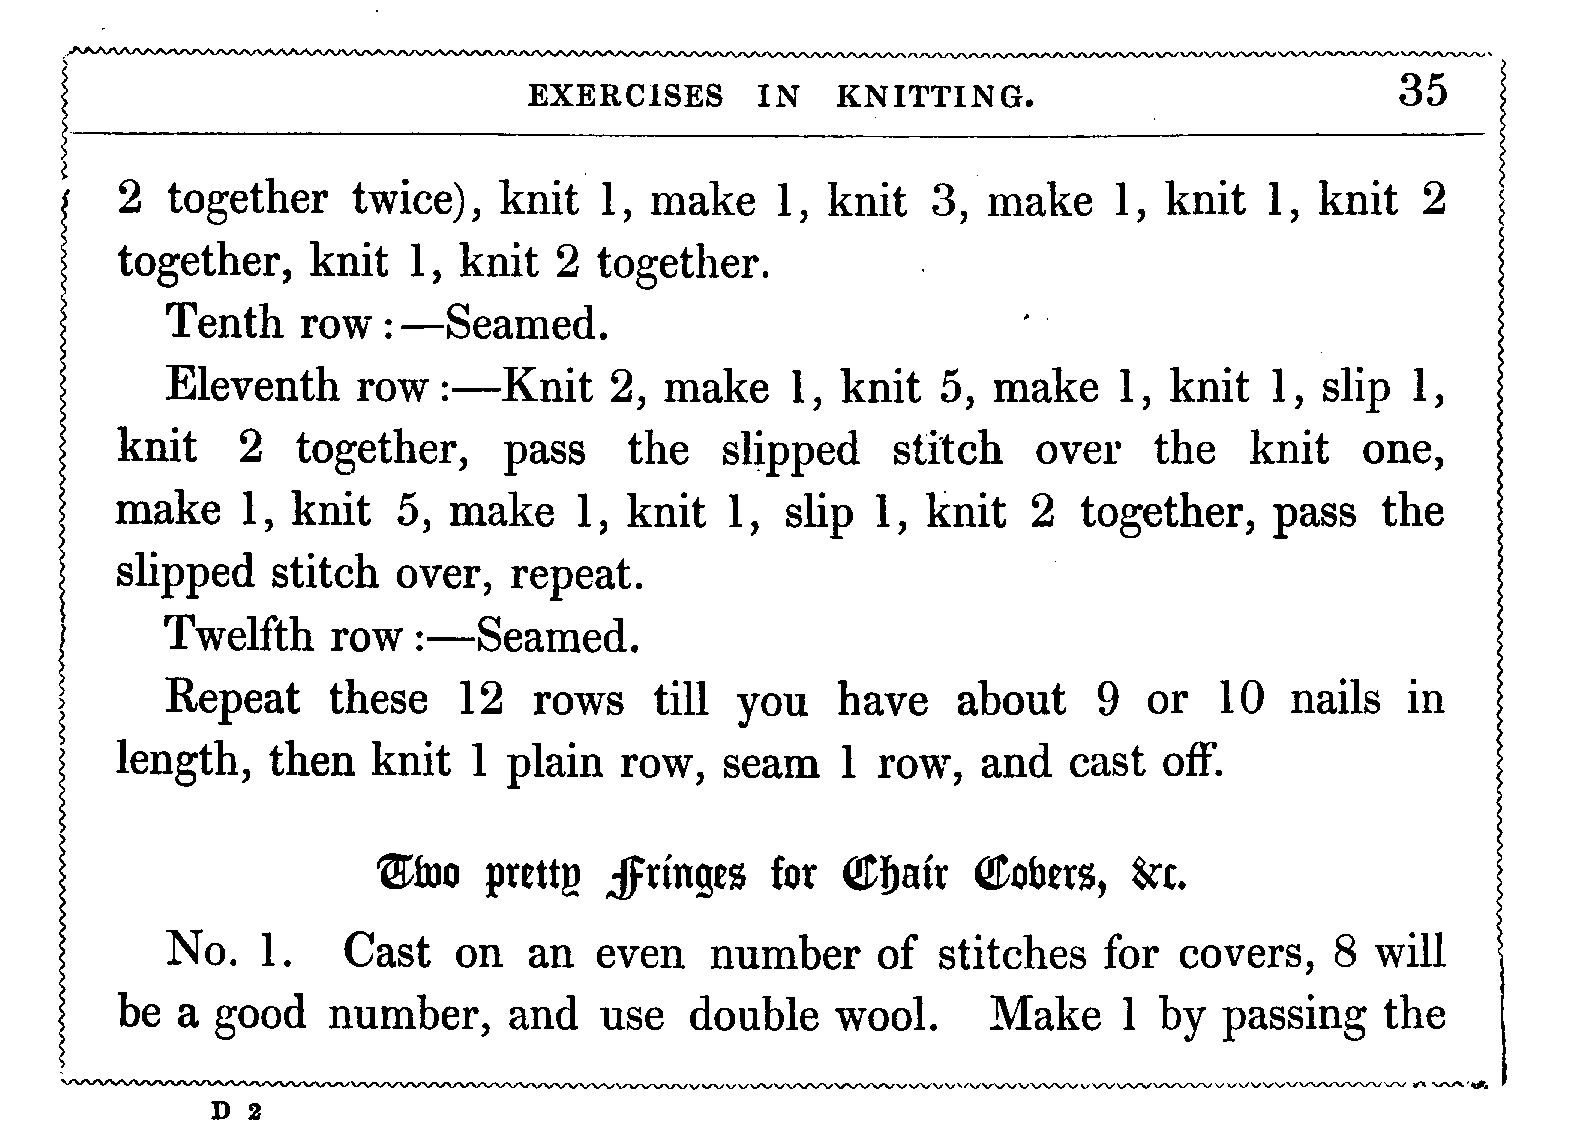 EXERCISES IN KNITTING. 35
2 together twice), knit 1, make 1, knit 3, make 1, knit 1, knit 2
together, knit 1, knit 2 together.
Tenth row :—Seamed.
Eleventh row :—Knit 2, make 1, knit 5, make 1, knit 1, slip 1,
knit 2 together, pass the slipped stitch over the knit one,
make 1, knit 5, make 1, knit 1, slip 1, knit 2 together, pass the
slipped stitch over, repeat.
Twelfth row :—Seamed.
Repeat these 12 rows till you have about 9 or 10 nails in
length, then knit 1 plain row, seam 1 row, and cast off.
Two pretty Fringes for Chair Covers, &c.
No. 1. Cast on an even number of stitches for covers, 8 will
be a good number, and use double wool. Make 1 by passing the
D 2